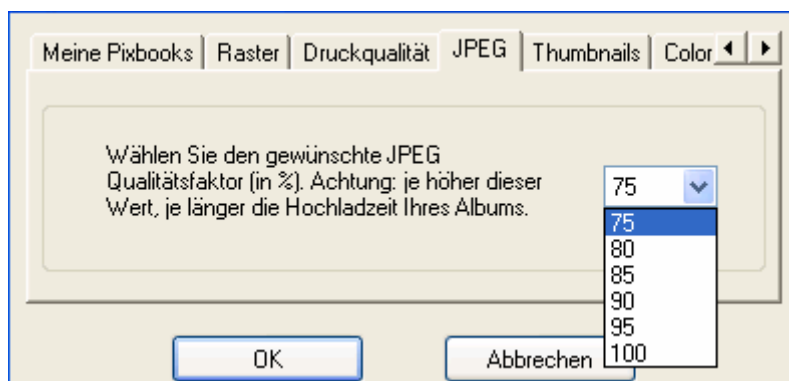 Meine Pixbooks Raster Druckqualität JPEG Thumbnails Color
Wählen Sie den gewünschte JPEG
Qualitätsfaktor (in %). Achtung: je höher dieser
Wert, je länger die Hochladzeit Ihres Albums.
75
75
80
85
90
95
100
OK Abbrechen